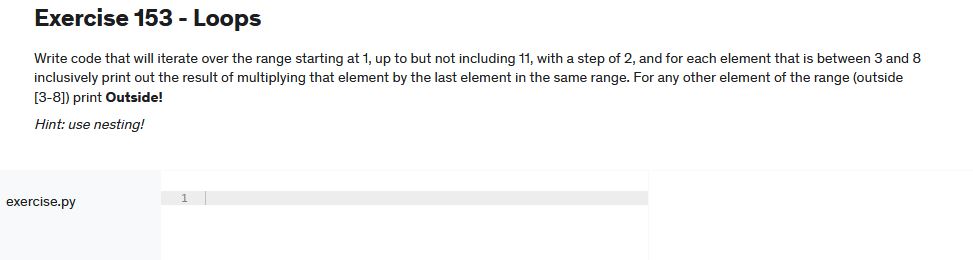 Exercise 153 - Loops
Write code that will iterate over the range starting at 1, up to but not including 11, with a step of 2, and for each element that is between 3 and 8
inclusively print out the result of multiplying that element by the last element in the same range. For any other element of the range (outside
[3-8]) print Outside!
Hint: use nesting!
exercise.py
1